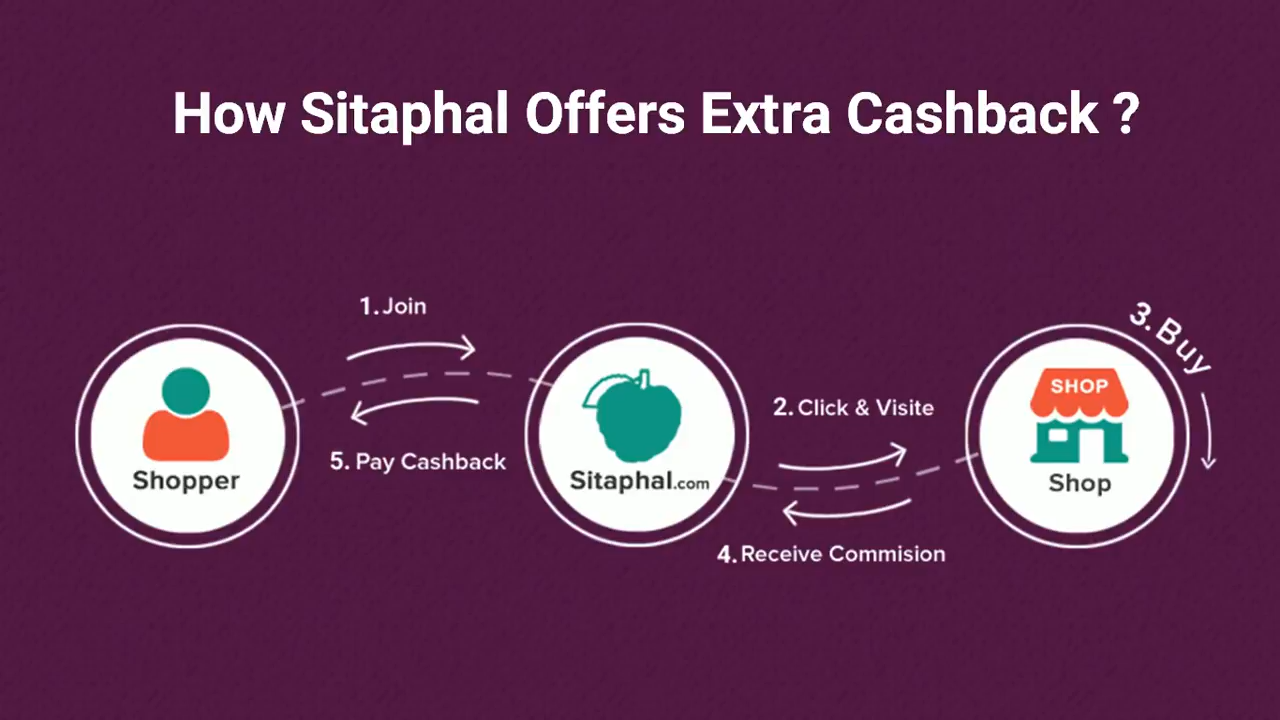 How Sitaphal Offers Extra Cashback ?
1. Join
5. Pay Cashback
Shopper
Sitaphal.com
2. Click & Visite
4. Receive Commision
3. Buy
SHOP
Shop